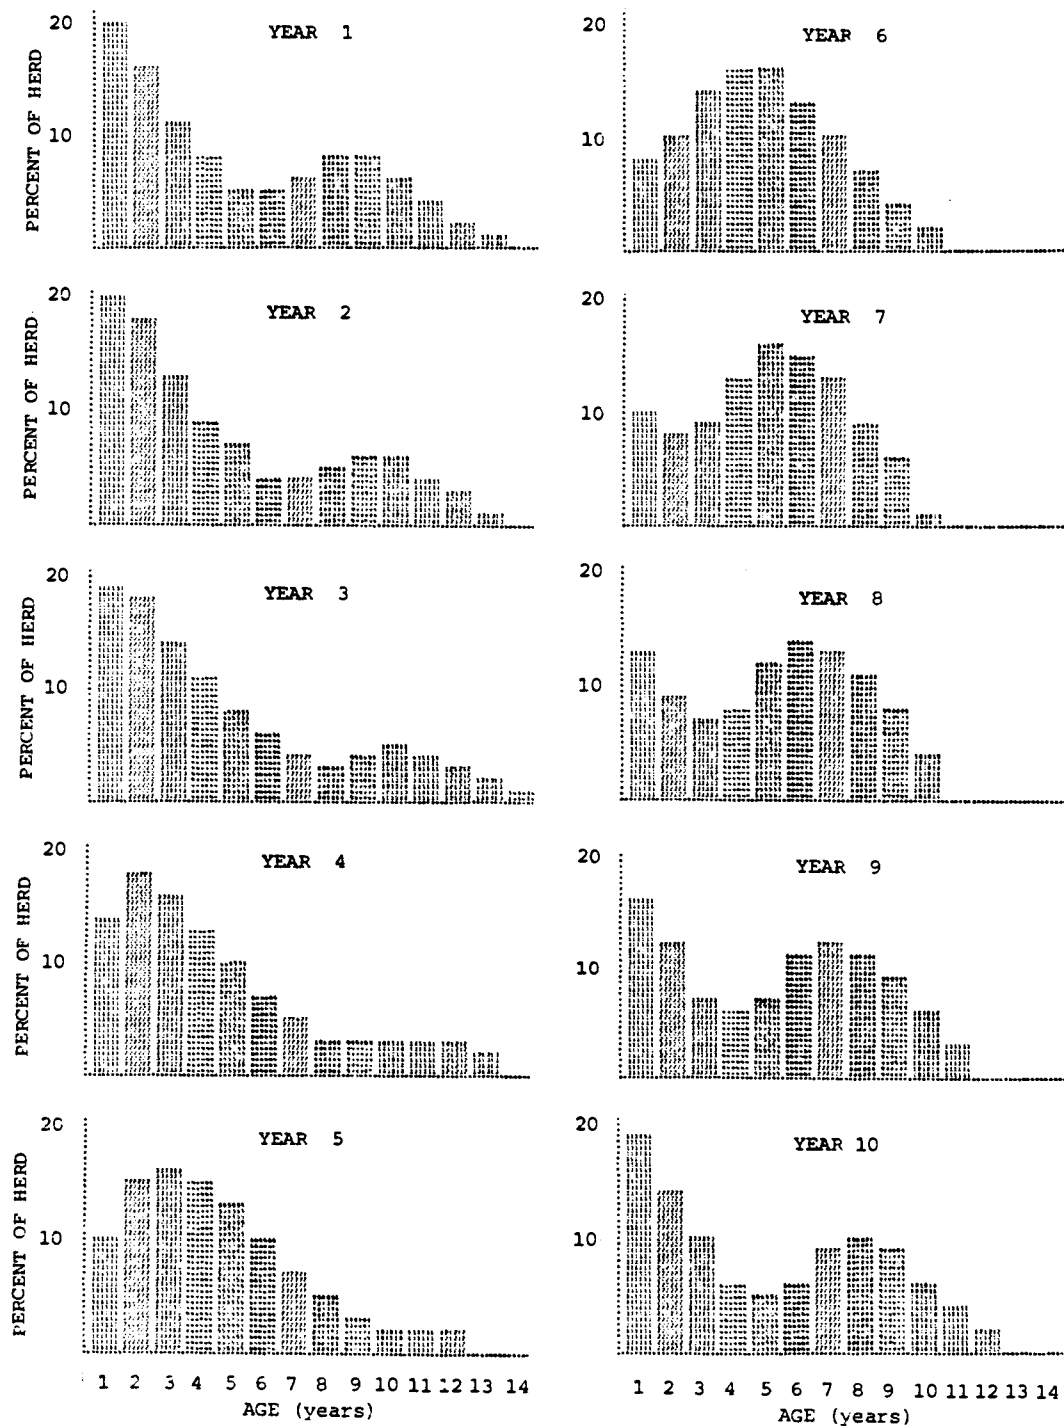 YEAR 1
20
10
PERCENT OF HERD
YEAR 2
20
10
PERCENT OF HERD
YEAR 3
20
10
PERCENT OF HERD
YEAR 4
20
10
PERCENT OF HERD
YEAR 5
20
10
PERCENT OF HERD
1 2 3 4 5 6 7 8 9 10 11 12 13 14
AGE (years)
YEAR 6
20
10
YEAR 7
20
10
YEAR 8
20
10
YEAR 9
20
10
YEAR 10
20
10
1 2 3 4 5 6 7 8 9 10 11 12 13 14
AGE (years)